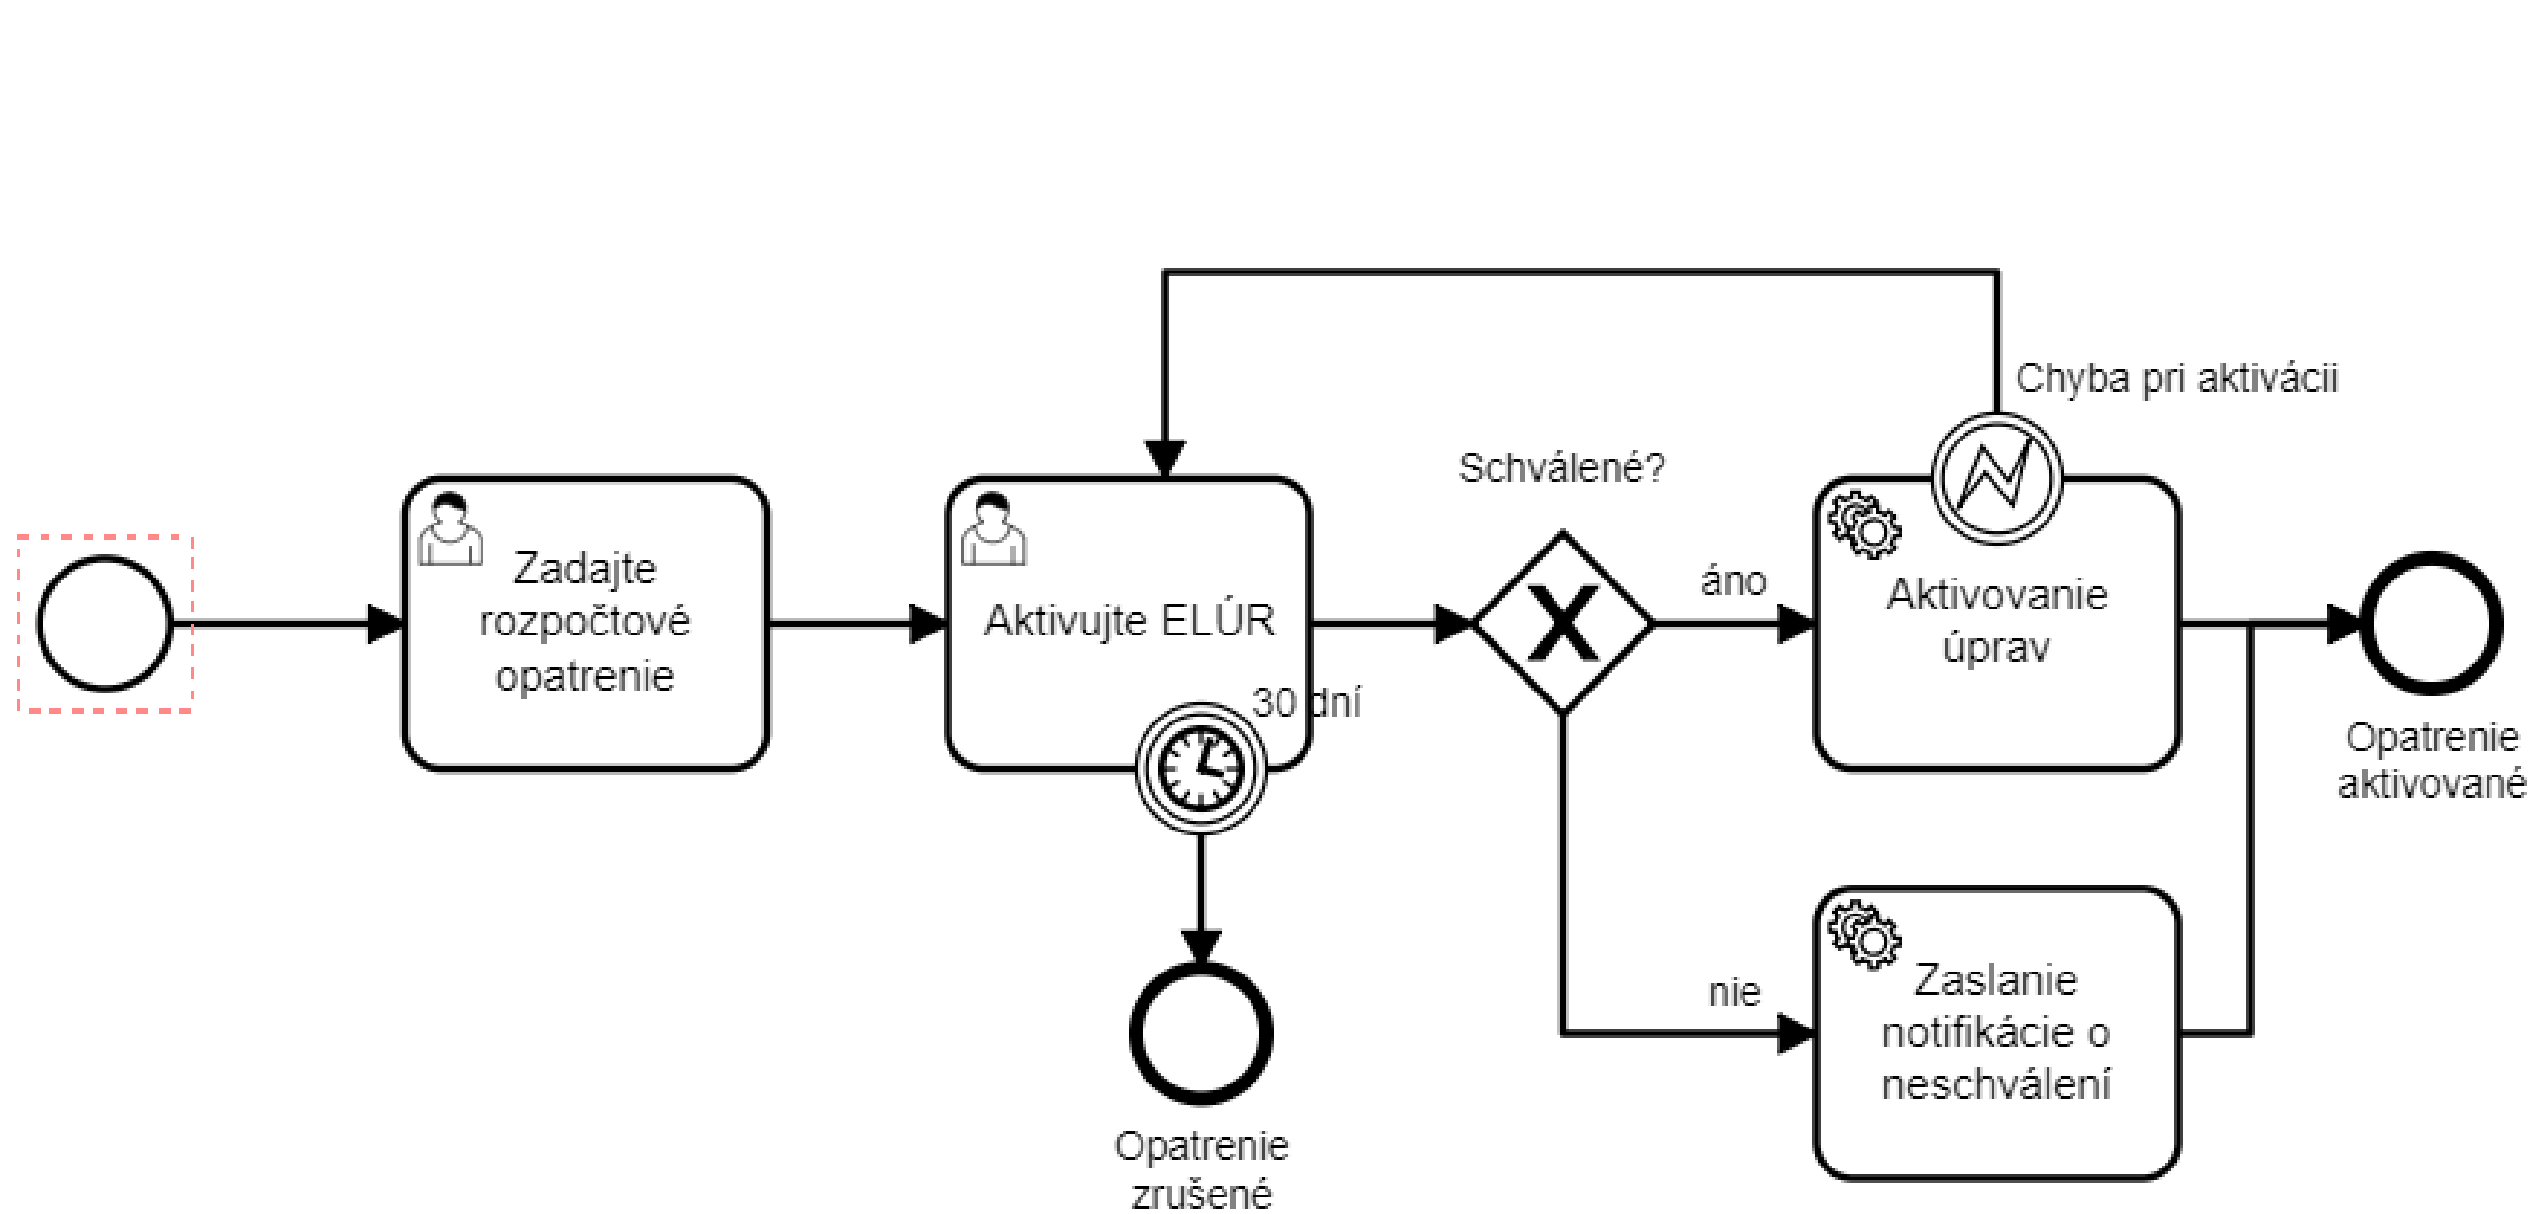 Zadajte
rozpočtové
opatrenie
Aktivujte ELÚR
30 dní
Opatrenie
zrušené
Schválené?
áno
nie
Chyba pri aktivácii
Aktivovanie
úprav
Zaslanie
notifikácie o
neschválení
Opatrenie
aktivované